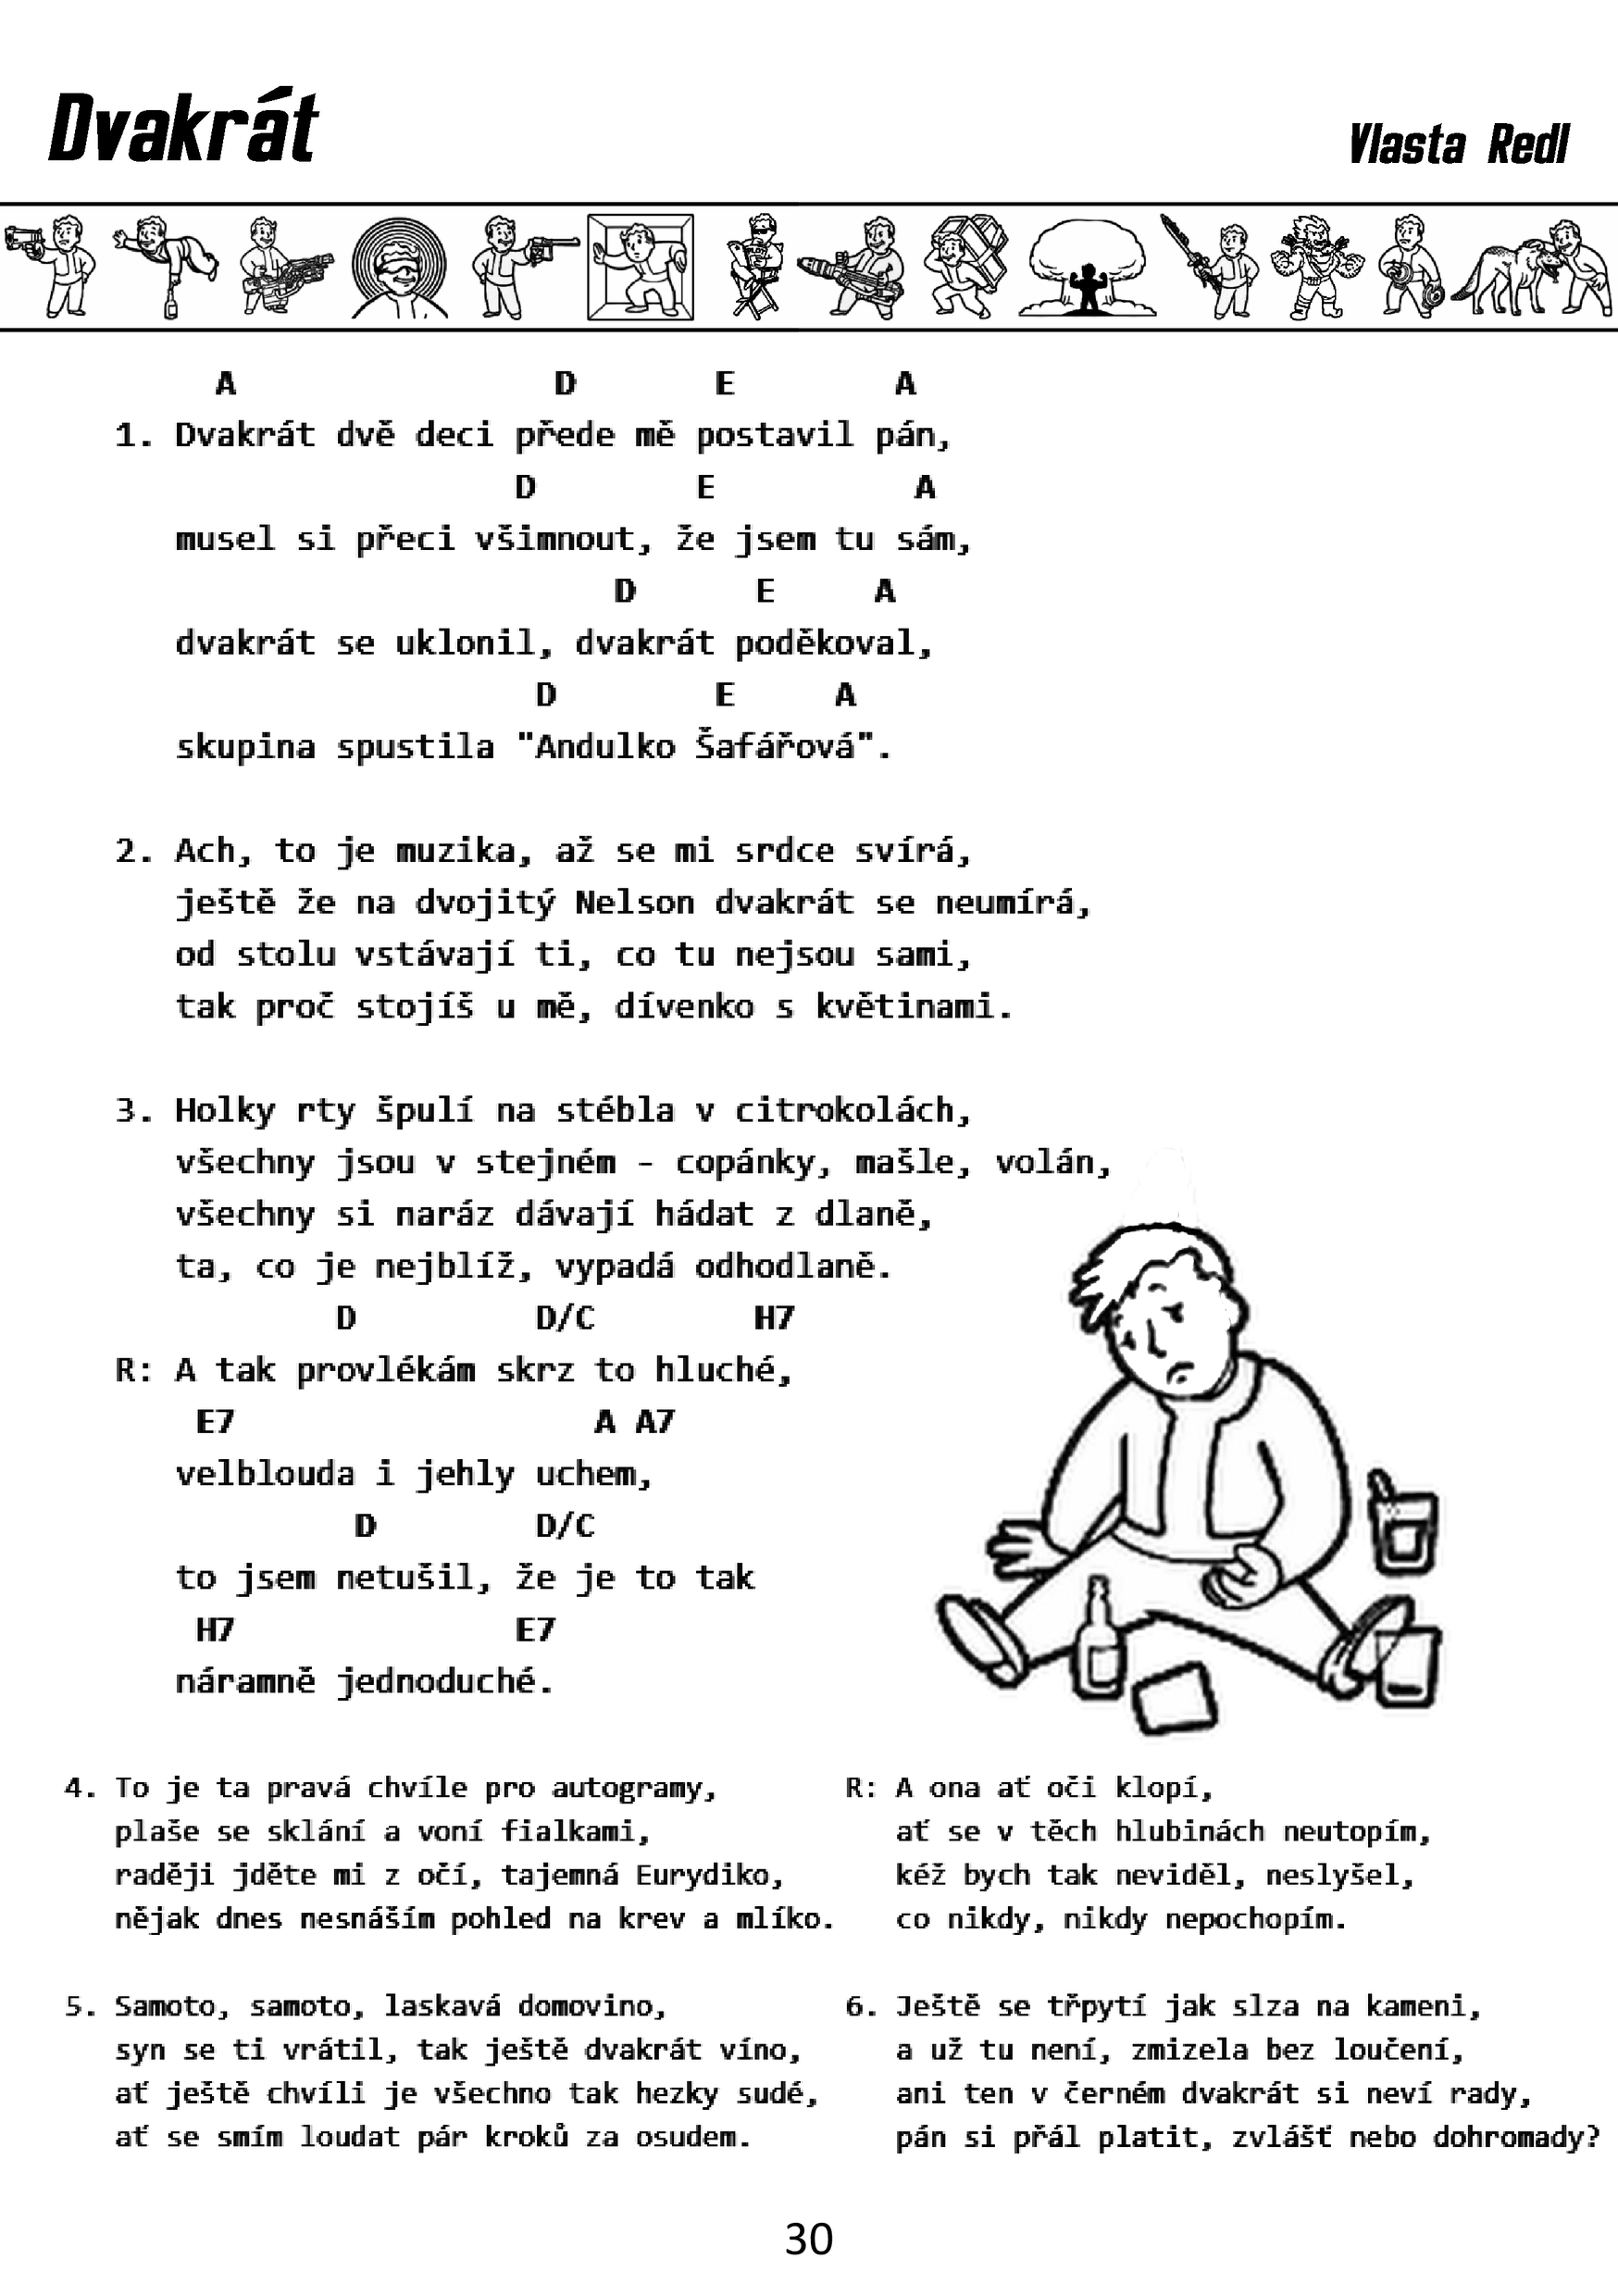 Dvakrát
Vlasta Redl
A D E A
1. Dvakrát dvě deci přede mě postavil pán,
D E A
musel si přeci všimnout, že jsem tu sám,
D E A
dvakrát se uklonil, dvakrát poděkoval,
D E A
skupina spustila "Andulko Šafářová".
2. Ach, to je muzika, až se mi srdce svírá,
ještě že na dvojitý Nelson dvakrát se neumírá,
od stolu vstávají ti, co tu nejsou sami,
tak proč stojíš u mě, dívenko s květinami.
3. Holky rty špulí na stébla v citrokolách,
všechny jsou v stejném - copánky, mašle, volán,
všechny si naráz dávají hádat z dlaně,
ta, co je nejblíž, vypadá odhodlaně.
D D/C H7
R: A tak provlékám skrz to hluché,
E7 A A7
velblouda i jehly uchem,
D D/C
to jsem netušil, že je to tak
H7 E7
náramně jednoduché.
4. To je ta pravá chvíle pro autogramy,
plaše se sklání a voní fialkami,
raději jděte mi z očí, tajemná Eurydiko,
nějak dnes nesnáším pohled na krev a mlíko.
R: A ona ať oči klopí,
ať se v těch hlubinách neutopím,
kéž bych tak neviděl, neslyšel,
co nikdy, nikdy nepochopím.
5. Samoto, samoto, laskavá domovino,
syn se ti vrátil, tak ještě dvakrát víno,
ať ještě chvíli je všechno tak hezky sudé,
ať se smím loudat pár kroků za osudem.
6. Ještě se třpytí jak slza na kameni,
a už tu není, zmizela bez loučení,
ani ten v černém dvakrát si neví rady,
pán si přál platit, zvlášť nebo dohromady?
30